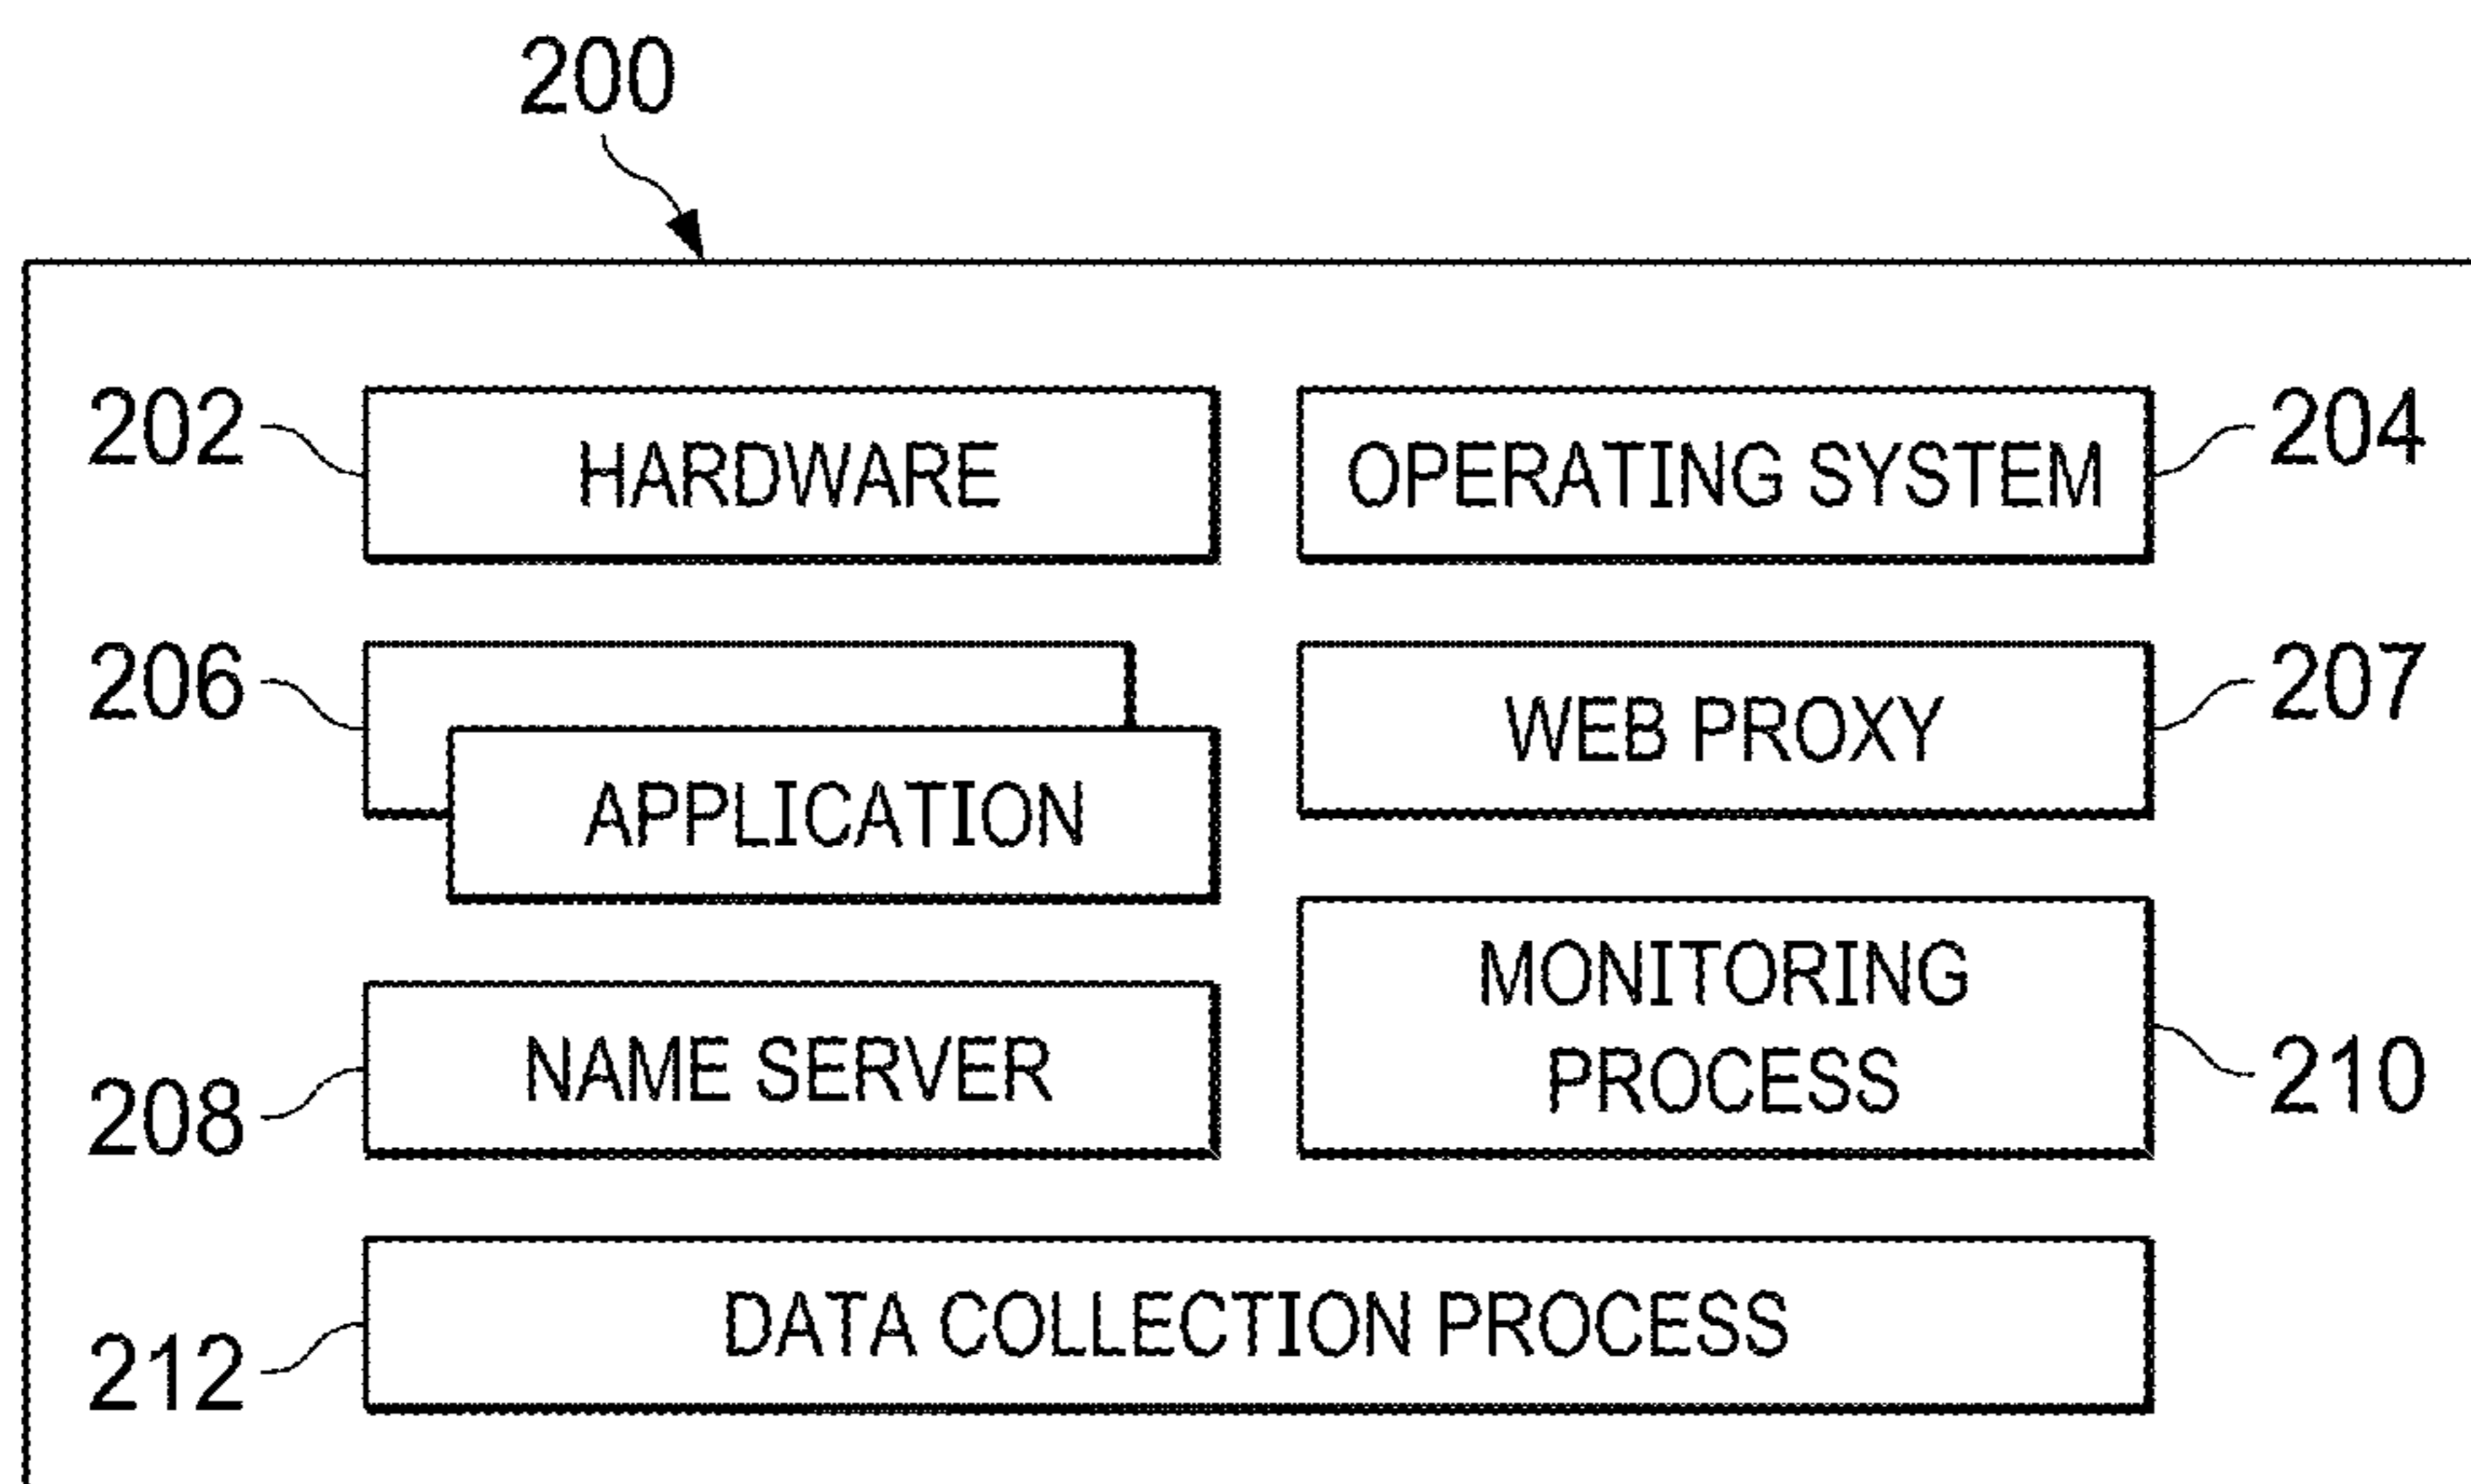 200
202 HARDWARE OPERATING SYSTEM 204
206 APPLICATION WEB PROXY 207
208 NAME SERVER MONITORING
PROCESS 210
212 DATA COLLECTION PROCESS